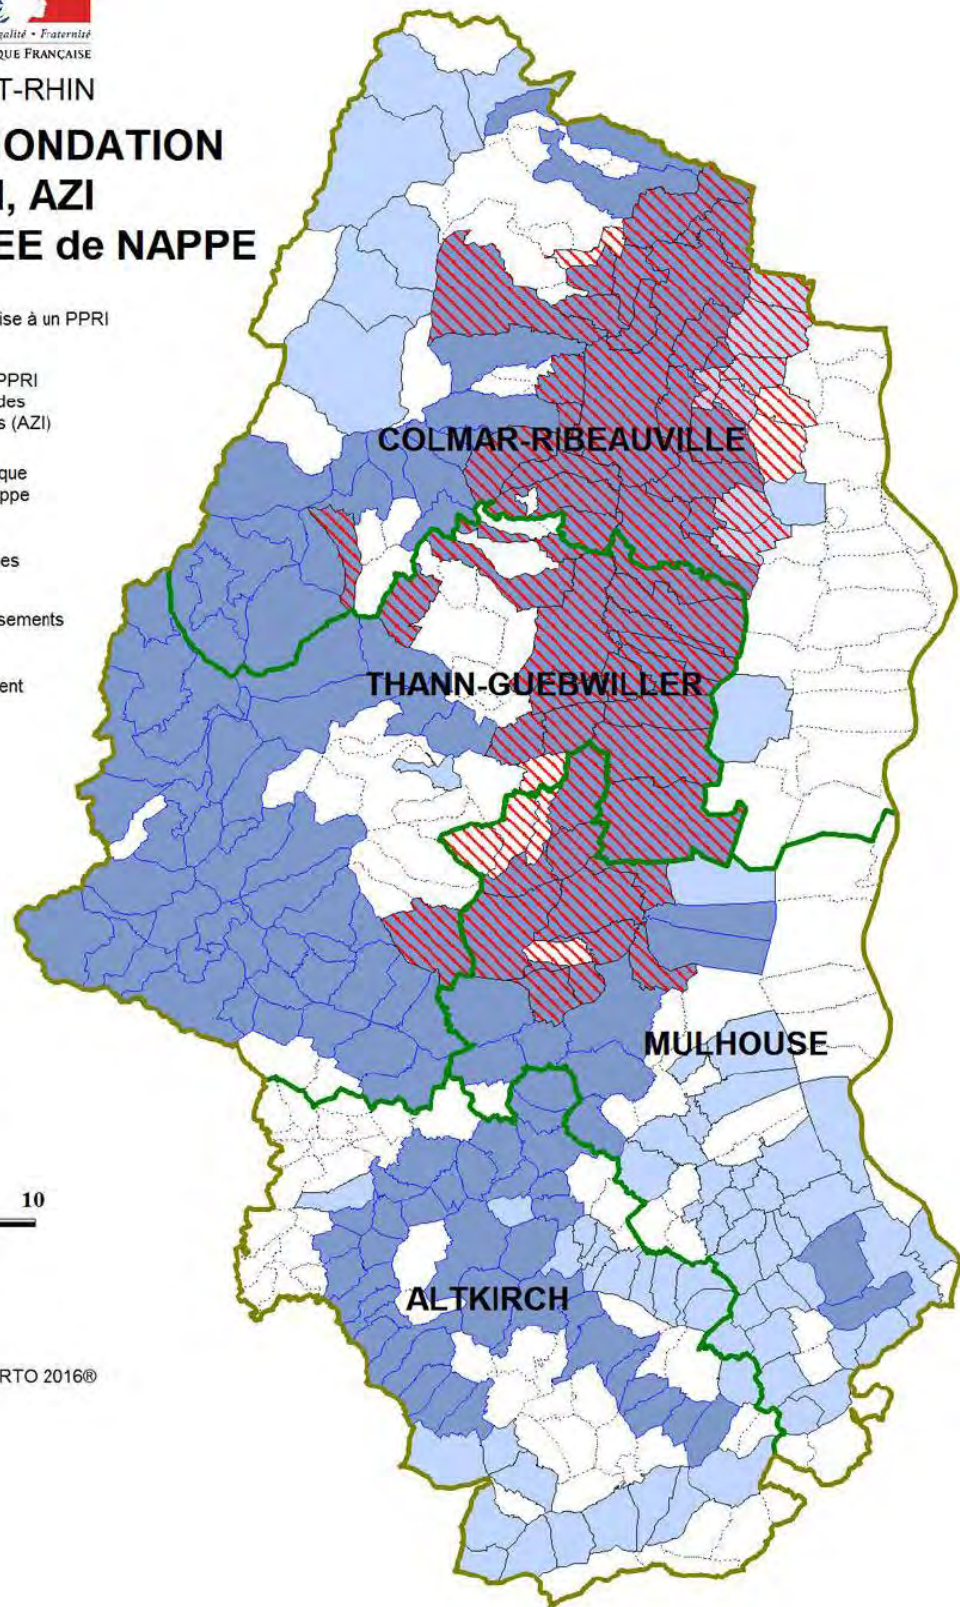 galité • Fraternité
QUE FRANÇAISE
T-RHIN
ONDATION
, AZI
EE de NAPPE
ise à un PPRI
PPRI
des
s (AZI)
que
ppe
es
sements
ent
COLMAR-RIBEAUVILLE
THANN-GUEBWILLER
MULHOUSE
10
ALTKIRCH
RTO 2016®